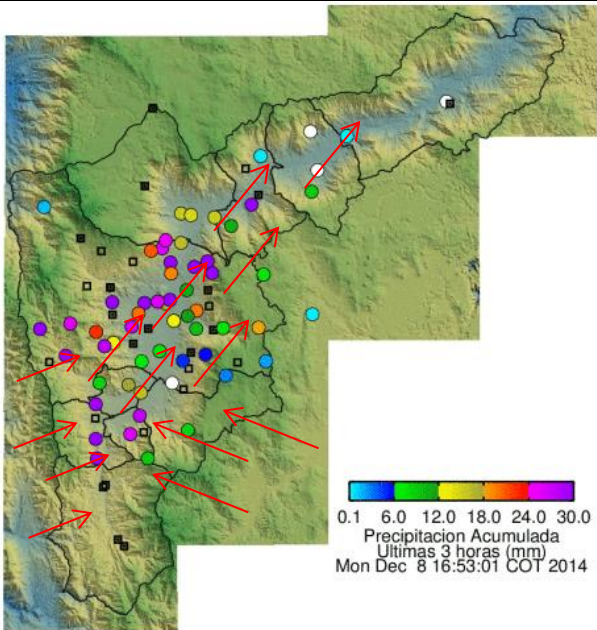 0.1 6.0 12.0 18.0 24.0 30.0
Precipitacion Acumulada
Ultimas 3 horas (mm)
Mon Dec 8 16:53:01 COT 2014